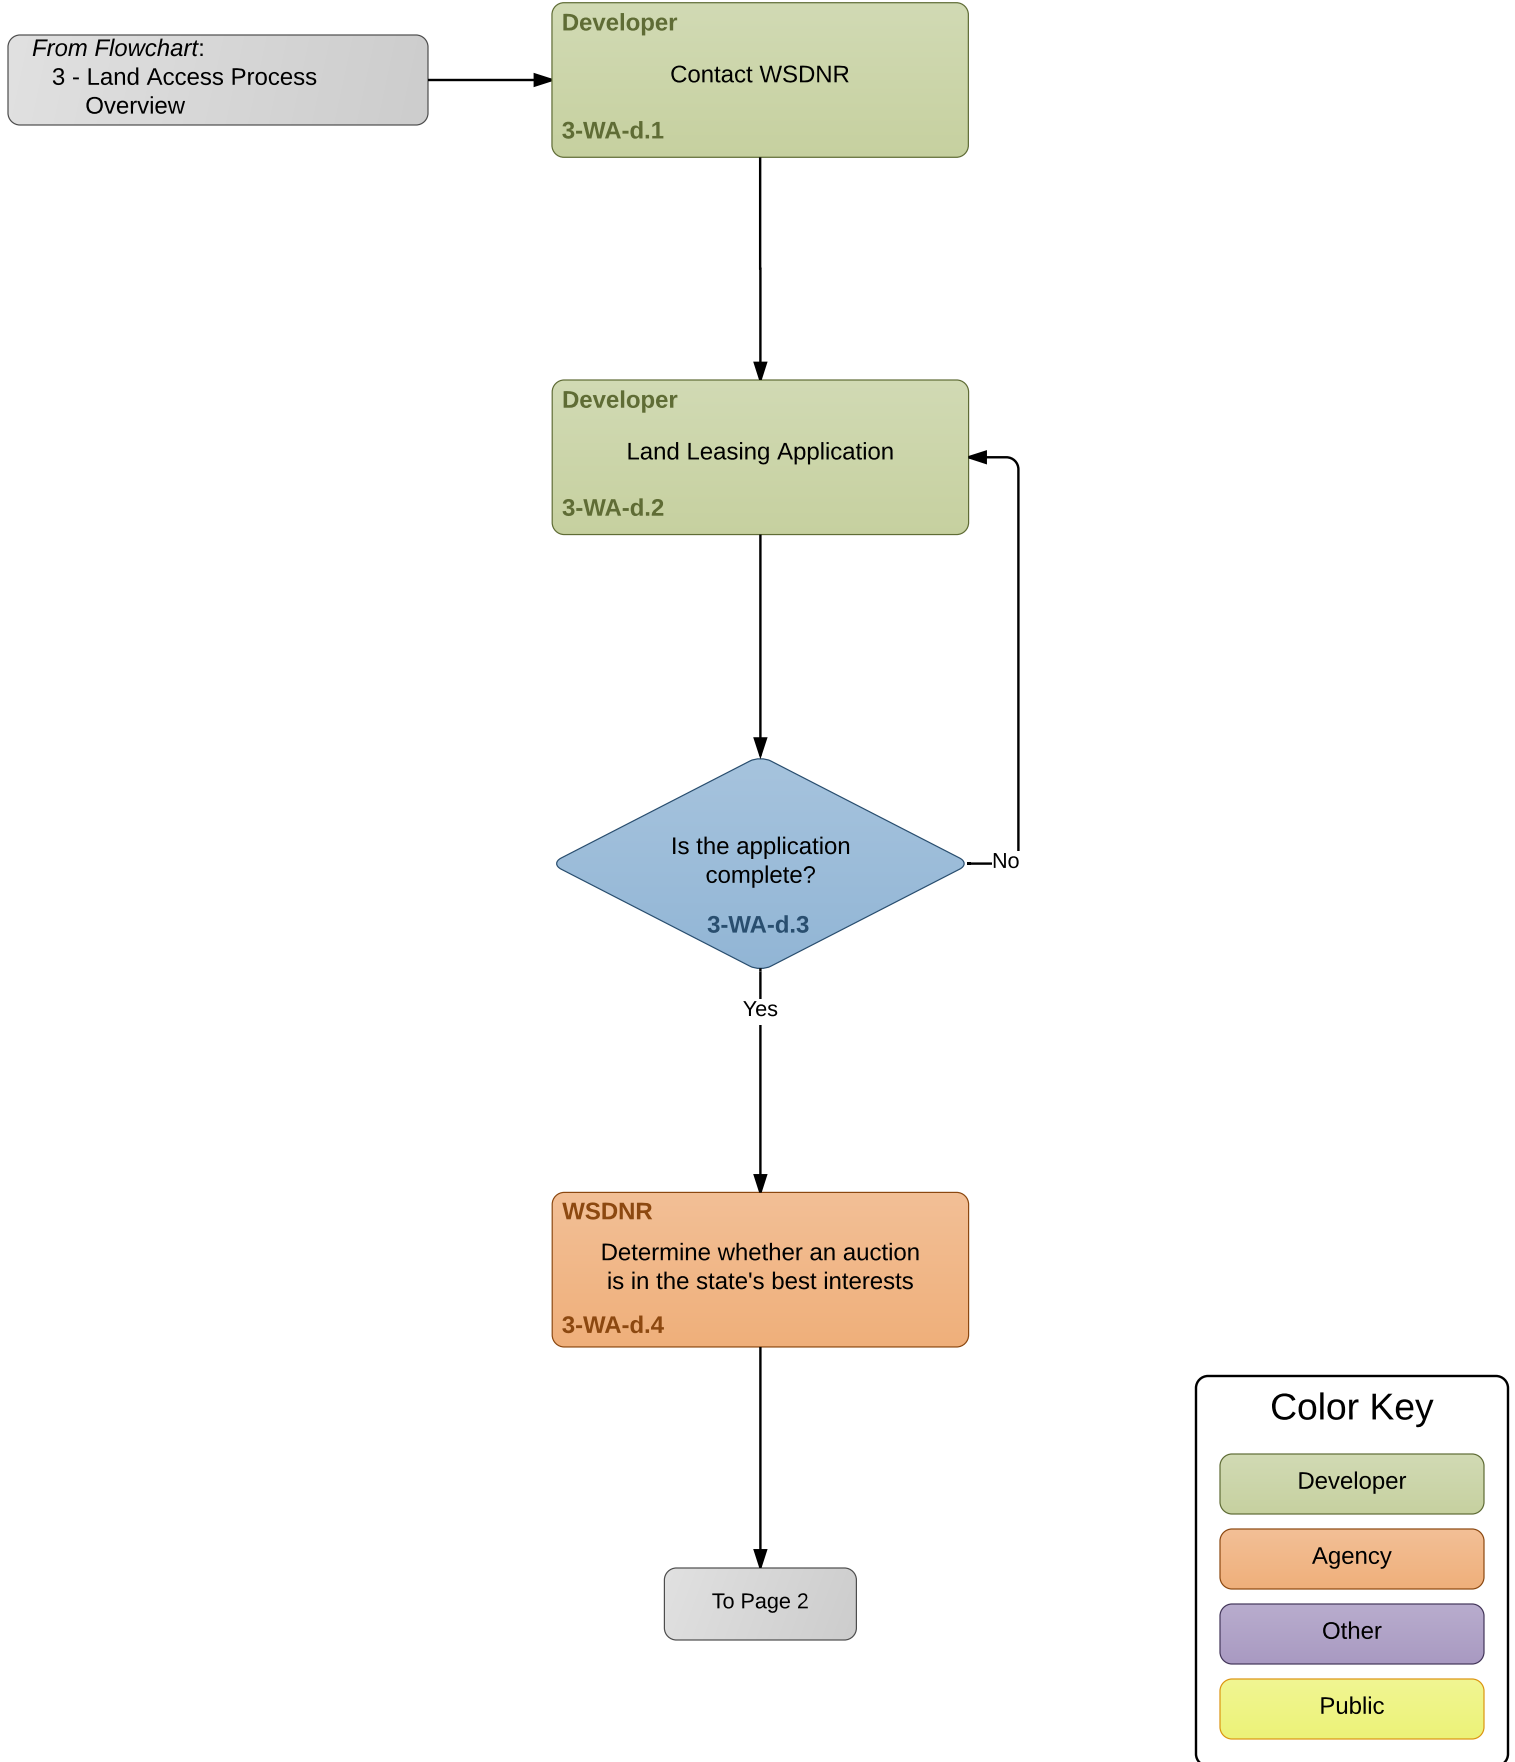 From Flowchart:
3 - Land Access Process
Overview
Developer
Contact WSDNR
3-WA-d.1
Developer
Land Leasing Application
3-WA-d.2
Is the application
complete?
3-WA-d.3
No
Yes
WSDNR
Determine whether an auction
is in the state's best interests
3-WA-d.4
To Page 2
Color Key
Developer
Agency
Other
Public